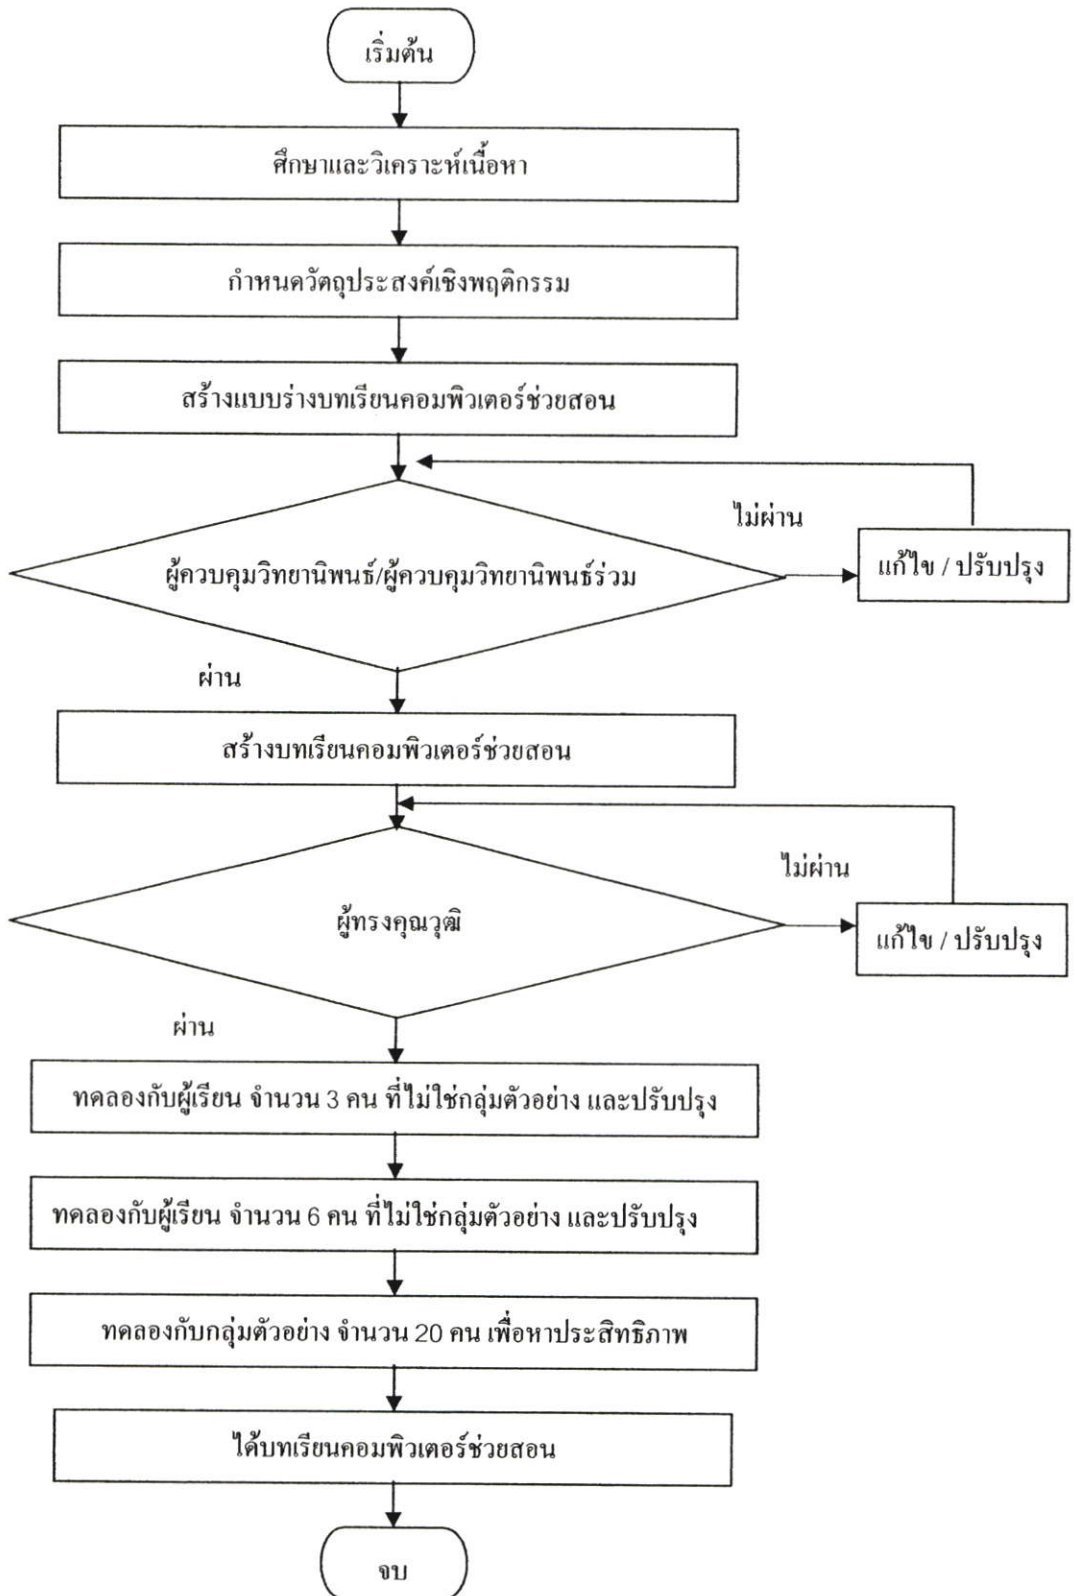 เริ่มต้น
ศึกษาและวิเคราะห์เนื้อหา
กำหนดวัตถุประสงค์เชิงพฤติกรรม
สร้างแบบร่างบทเรียนคอมพิวเตอร์ช่วยสอน
ไม่ผ่าน
ผู้ควบคุมวิทยานิพนธ์/ผู้ควบคุมวิทยานิพนธ์ร่วม
แก้ไข / ปรับปรุง
ผ่าน
สร้างบทเรียนคอมพิวเตอร์ช่วยสอน
ไม่ผ่าน
ผู้ทรงคุณวุฒิ
แก้ไข / ปรับปรุง
ผ่าน
ทดลองกับผู้เรียน จำนวน 3 คน ที่ไม่ใช่กลุ่มตัวอย่าง และปรับปรุง
ทดลองกับผู้เรียน จำนวน 6 คน ที่ไม่ใช่กลุ่มตัวอย่าง และปรับปรุง
ทดลองกับกลุ่มตัวอย่าง จำนวน 20 คน เพื่อหาประสิทธิภาพ
ได้บทเรียนคอมพิวเตอร์ช่วยสอน
จบ